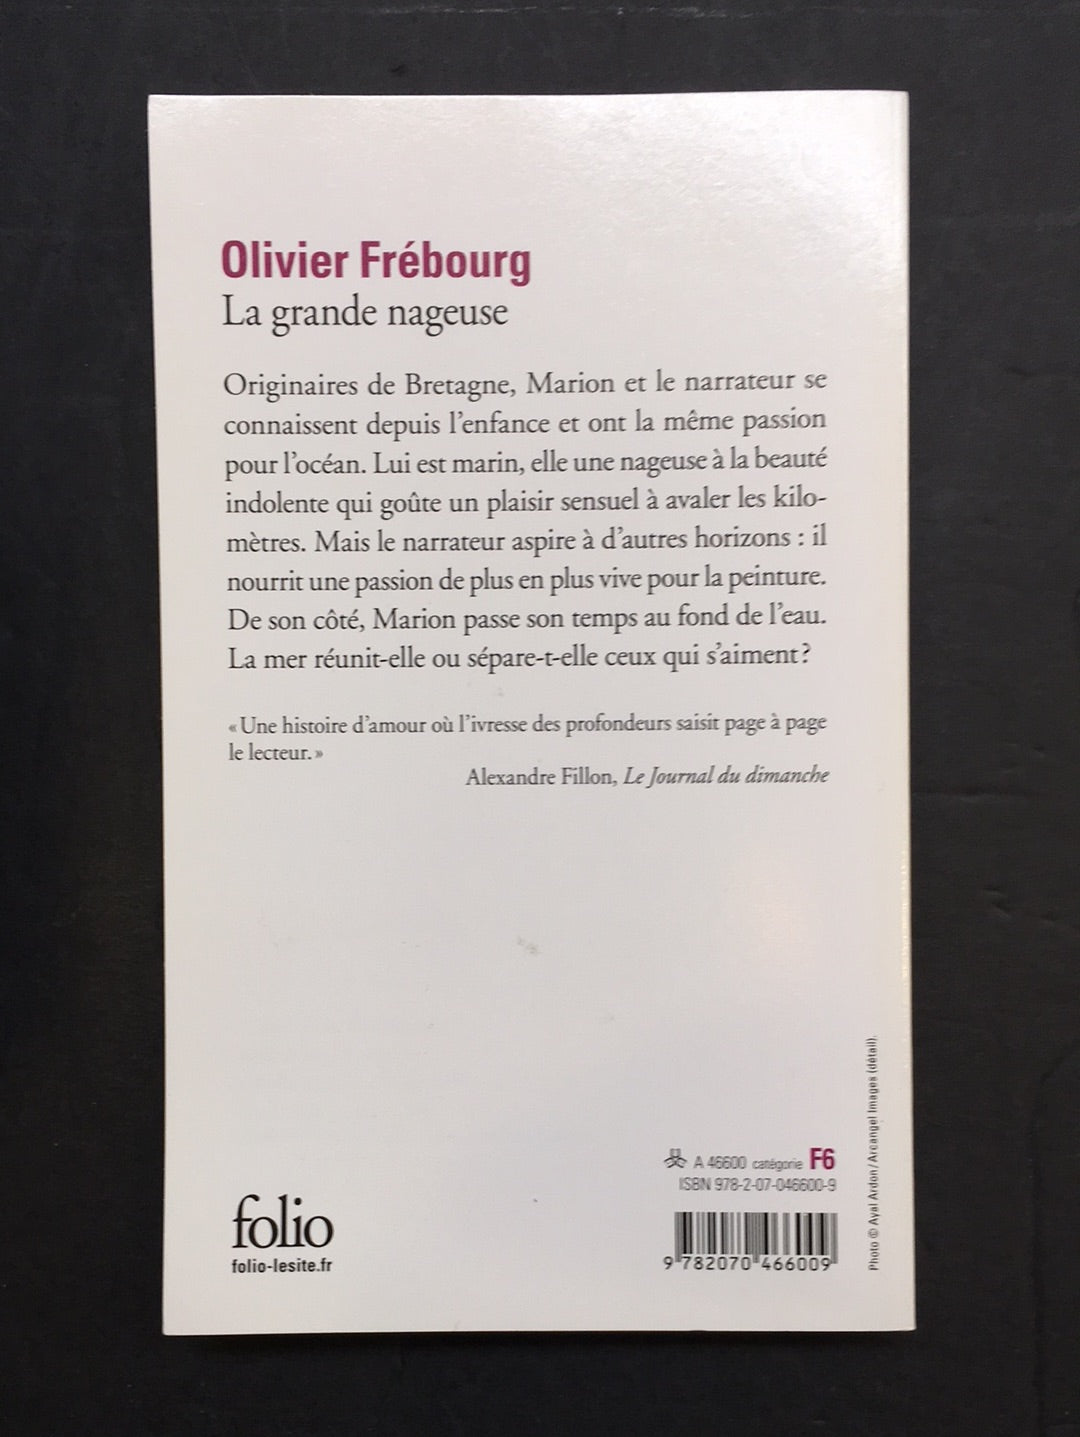 Olivier Frébourg
La grande nageuse
Originaires de Bretagne, Marion et le narrateur se
connaissent depuis l'enfance et ont la même passion
pour l'océan. Lui est marin, elle une nageuse à la beauté
indolente qui goûte un plaisir sensuel à avaler les kilo-
mètres. Mais le narrateur aspire à d'autres horizons : il
nourrit une passion de plus en plus vive pour la peinture.
De son côté, Marion passe son temps au fond de l'eau.
La mer réunit-elle ou sépare-t-elle ceux qui s'aiment ?
« Une histoire d'amour où l'ivresse des profondeurs saisit page à page
le lecteur. »
Alexandre Fillon, Le Journal du dimanche
A 46600 catégorie F6
ISBN 978-2-07-046600-9
9 782070 466009
folio
folio-lesite.fr
Photo © Ayal Ardon / Arcangel Images (détail).